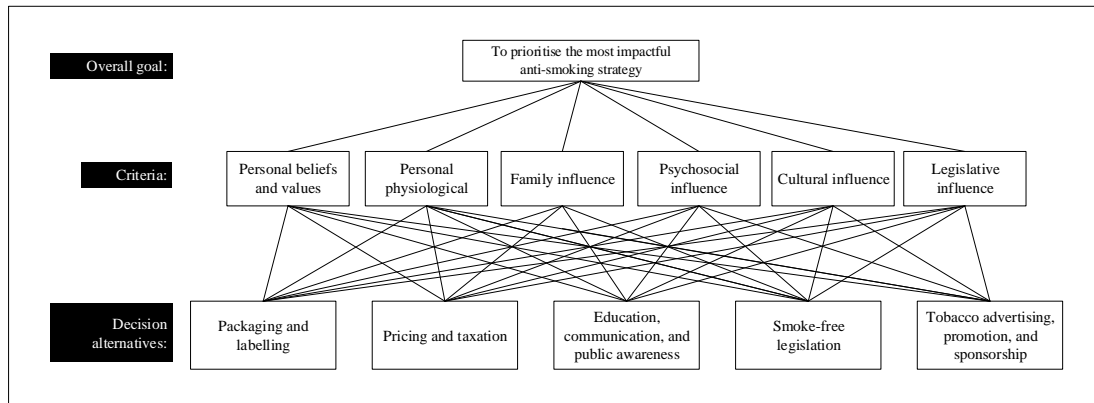 Overall goal:
To prioritise the most impactful
anti-smoking strategy
Criteria:
Personal beliefs
and values
Personal
physiological
Family influence
Psychosocial
influence
Cultural influence
Legislative
influence
Decision
alternatives:
Packaging and
labelling
Pricing and taxation
Education,
communication, and
public awareness
Smoke-free
legislation
Tobacco advertising,
promotion, and
sponsorship